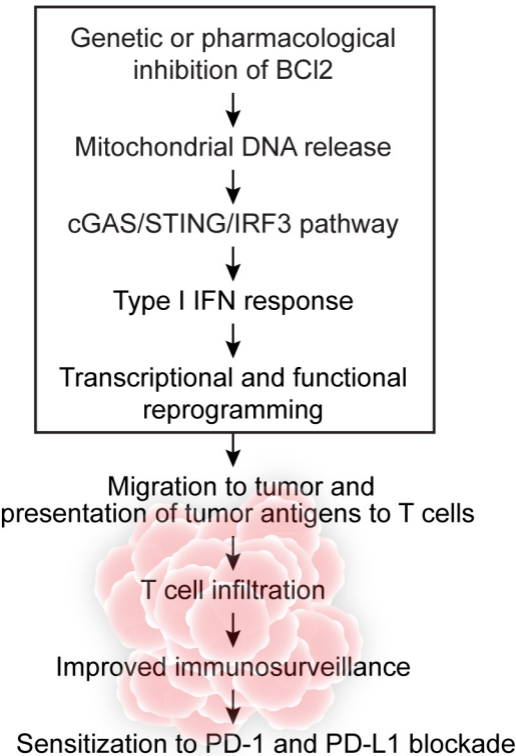 Genetic or pharmacological
inhibition of BCl2
Mitochondrial DNA release
cGAS/STING/IRF3 pathway
Type I IFN response
Transcriptional and functional
reprogramming
Migration to tumor and
presentation of tumor antigens to T cells
T cell infiltration
Improved immunosurveillance
Sensitization to PD-1 and PD-L1 blockade